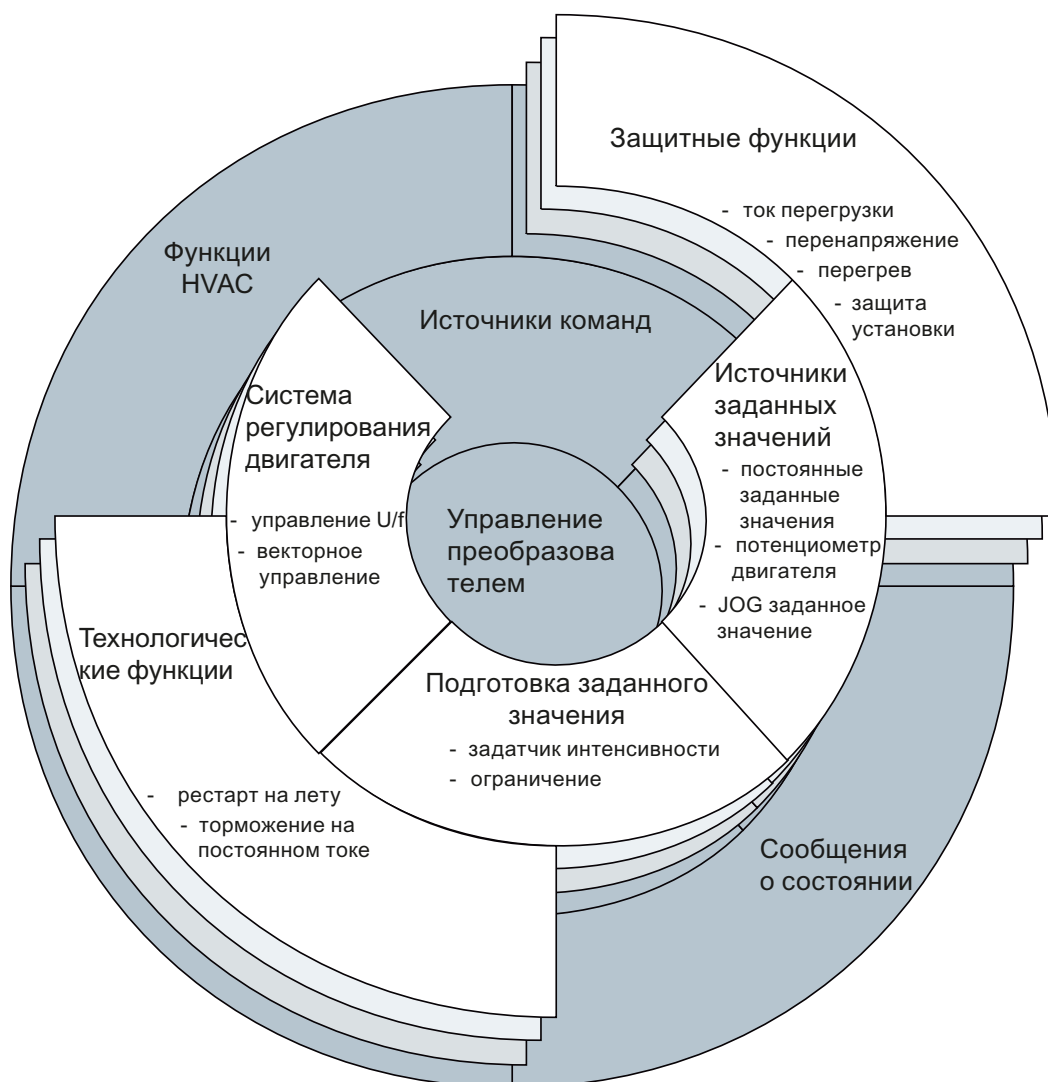 Защитные функции
- ток перегрузки
- перенапряжение
- перегрев
- защита
установки
Функции
HVAC
Источники команд
Источники
заданных
значений
- постоянные
заданные
значения
- потенциометр
двигателя
- JOG заданное
значение
Система
регулирования
двигателя
- управление U/f
- векторное
управление
Управление
преобразова
телем
Технологичес
кие функции
- рестарт на лету
- торможение на
постоянном токе
Подготовка заданного
значения
- задатчик интенсивности
- ограничение
Сообщения
о состоянии